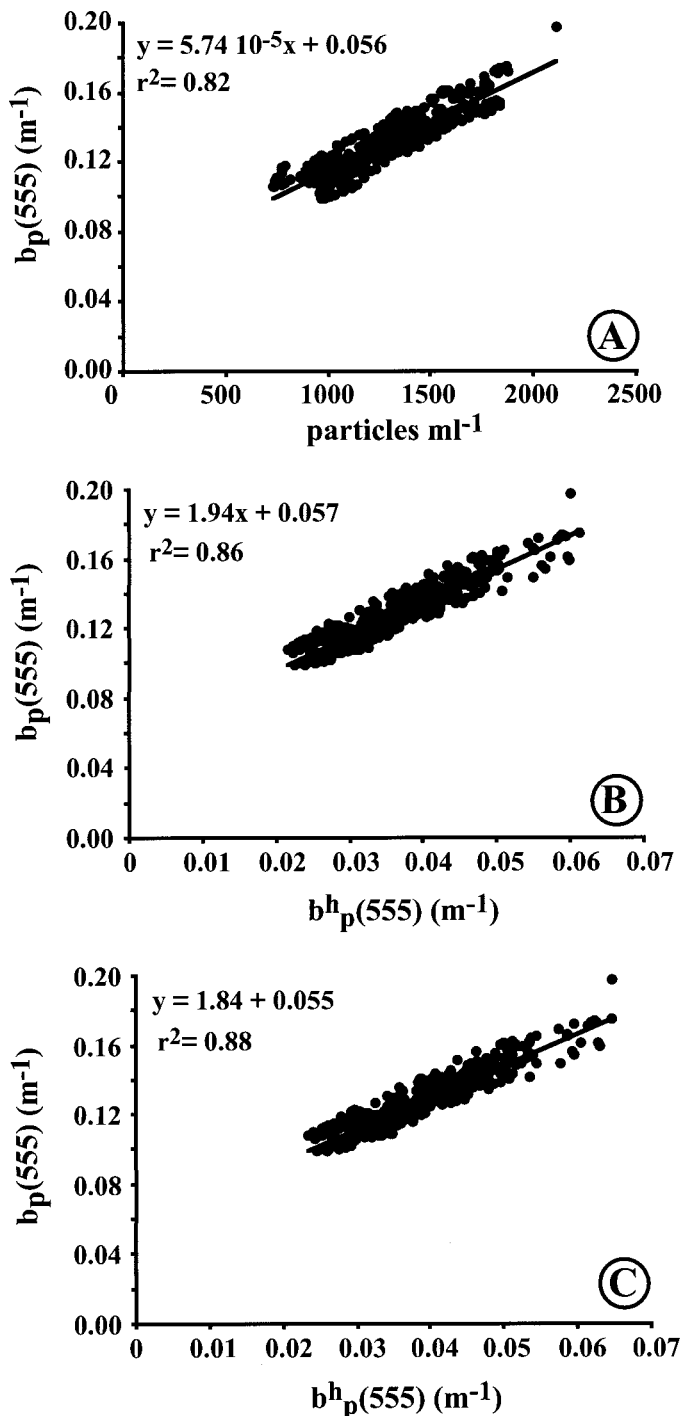 y = 5.74 10-5x + 0.056
r2= 0.82
bp(555) (m-1)
0.20
0.16
0.12
0.08
0.04
0.00
0 500 1000 1500 2000 2500
particles ml-1
A
y = 1.94x + 0.057
r2= 0.86
bp(555) (m-1)
0.20
0.16
0.12
0.08
0.04
0.00
0 0.01 0.02 0.03 0.04 0.05 0.06 0.07
bhp(555) (m-1)
B
y = 1.84 + 0.055
r2= 0.88
bp(555) (m-1)
0.20
0.16
0.12
0.08
0.04
0.00
0 0.01 0.02 0.03 0.04 0.05 0.06 0.07
bhp(555) (m-1)
C